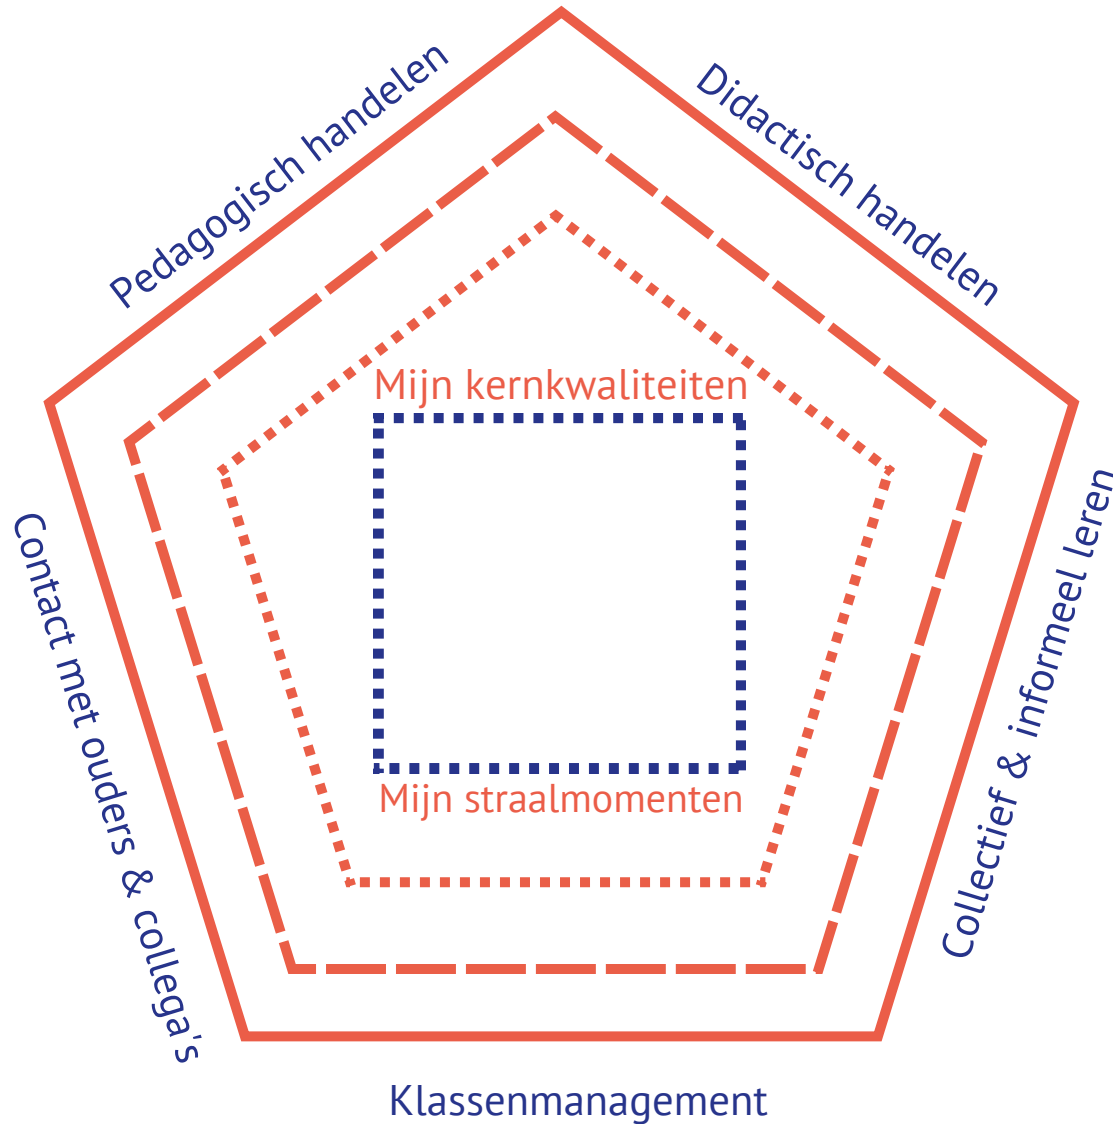 Pedagogisch handelen
Didactisch handelen
Mijn kernkwaliteiten
Contact met ouders & collega's
Collectief & informeel leren
Mijn straalmomenten
Klassenmanagement